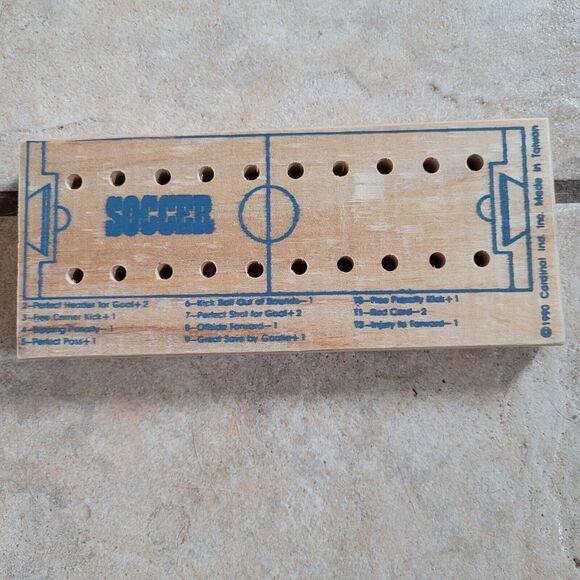 SOCCER
2–Perfect Header for Goal+2
3–Free Corner Kick+1
4–Tripping Penalty–1
5–Perfect Pass+1
6–Kick Ball Out of Bounds–1
7–Perfect Shot for Goal+2
8–Offside Forward–1
9–Great Save by Goalie+1
10–Free Penalty Kick+1
11–Red Card–2
12–Injury to Forward–1
©1990 Cardinal Ind. Inc. Made in Taiwan